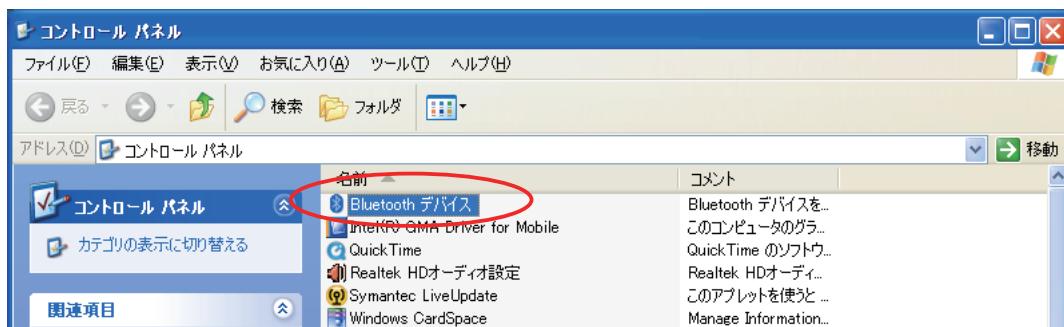 コントロール パネル
ファイル(F) 編集(E) 表示(V) お気に入り(A) ツール(T) ヘルプ(H)
戻る 検索 フォルダ
アドレス(D) コントロール パネル 移動
名前 コメント
コントロール パネル
カテゴリの表示に切り替える
関連項目
Bluetooth デバイス Bluetooth デバイスを...
Intel(R) GMA Driver for Mobile このコンピュータのグラ...
QuickTime QuickTime のソフトウ...
Realtek HDオーディオ設定 Realtek HDオーディ...
Symantec LiveUpdate このアプレットを使うと ...
Windows CardSpace Manage Information...